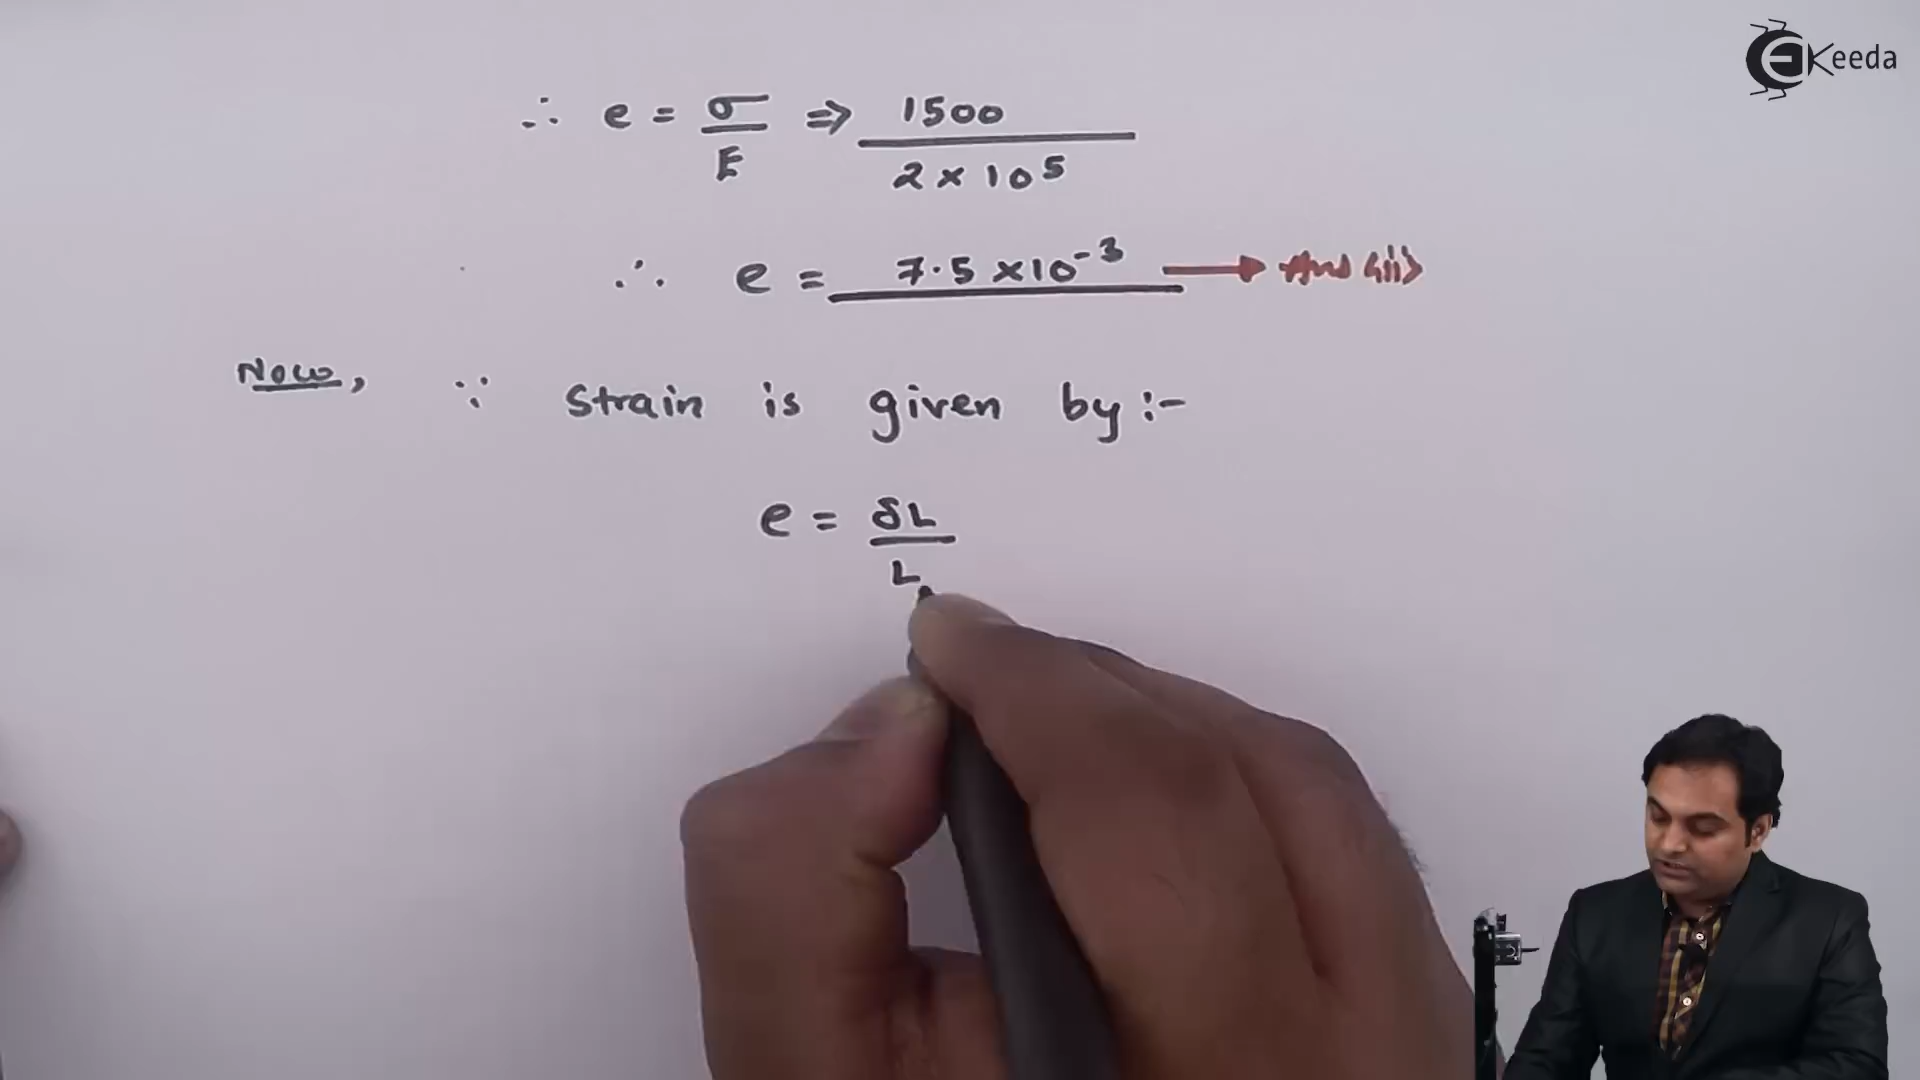 EKeeda
∴ e = σ/E ⇒ 1500/2×10⁵
∴ e = 7.5×10⁻³ → Ans (ii)
Now, ∵ Strain is given by:-
e = δL/L